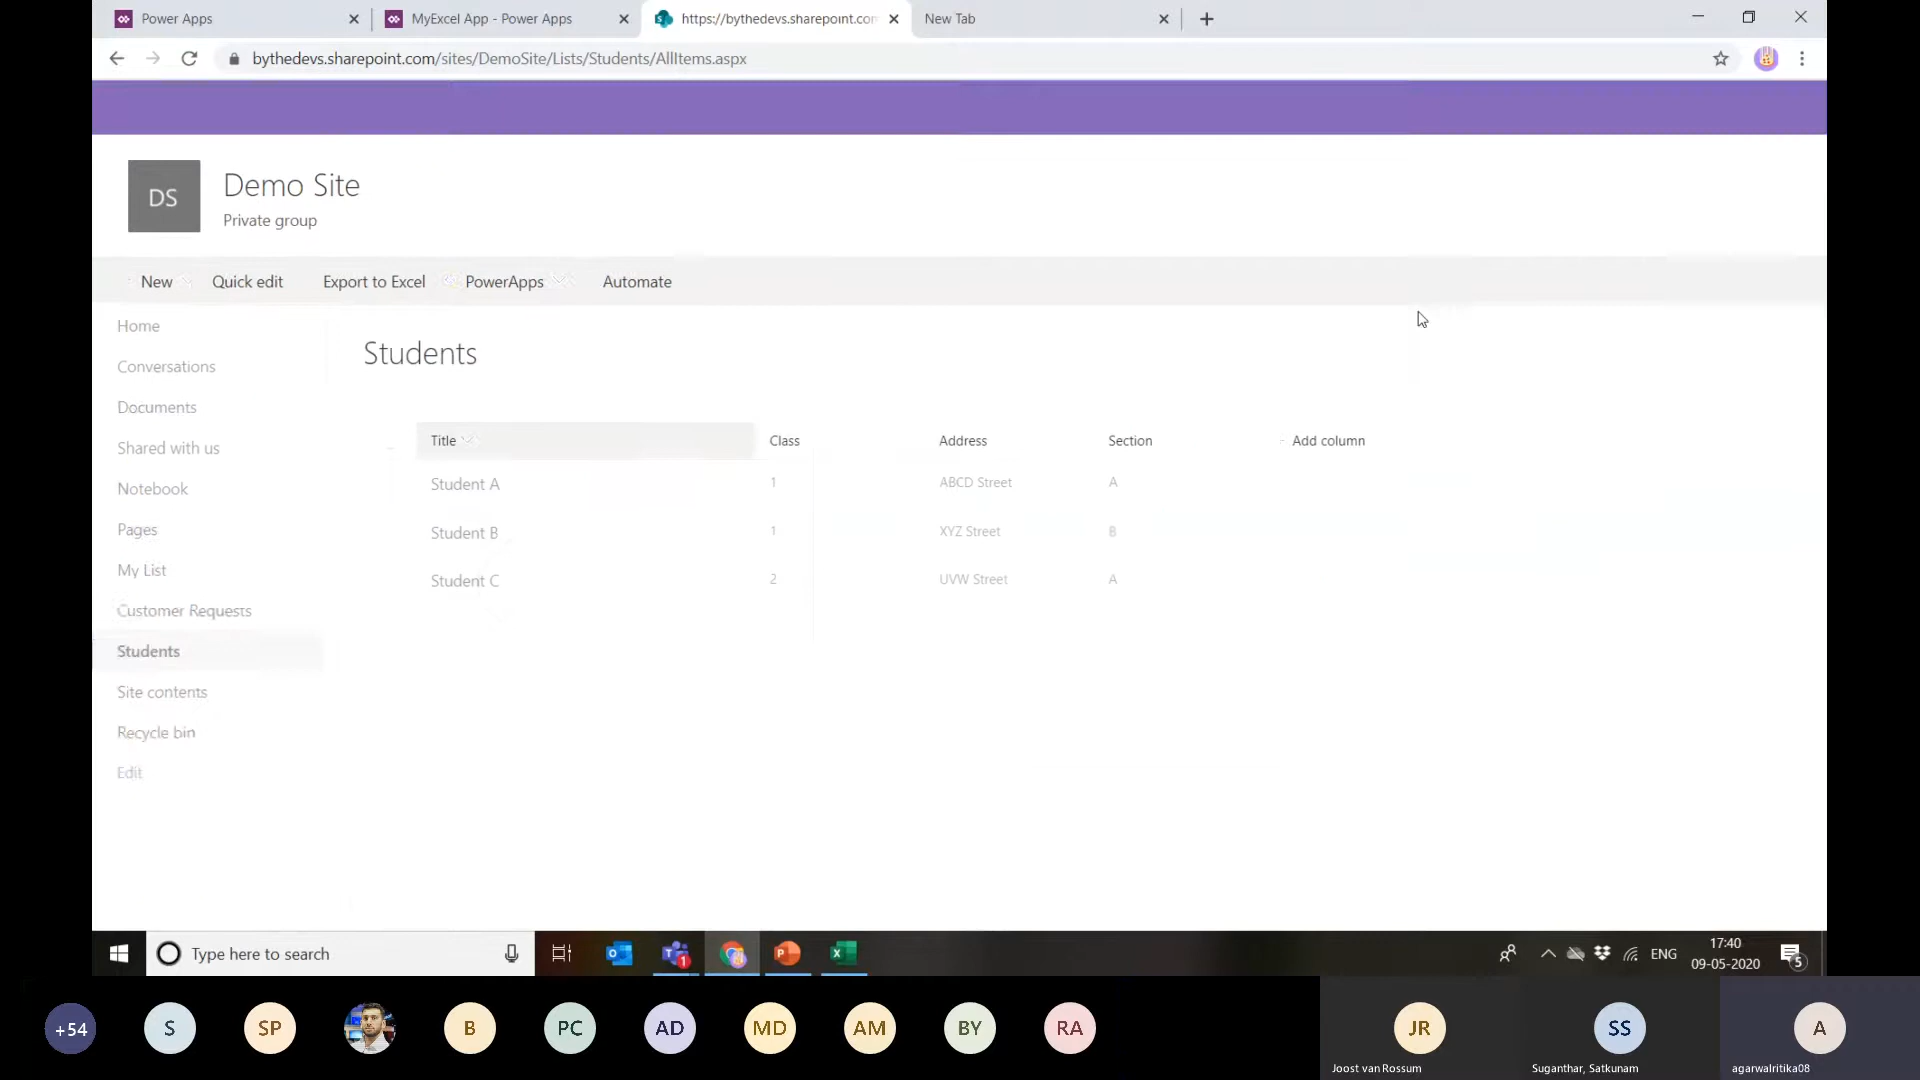 Power Apps
MyExcel App - Power Apps
https://bythedevs.sharepoint.com
New Tab
bythedevs.sharepoint.com/sites/DemoSite/Lists/Students/AllItems.aspx
DS
Demo Site
Private group
New
Quick edit
Export to Excel
PowerApps
Automate
Home
Conversations
Documents
Shared with us
Notebook
Pages
My List
Customer Requests
Students
Site contents
Recycle bin
Edit
Students
Title Class Address Section Add column
Student A 1 ABCD Street A
Student B 1 XYZ Street B
Student C 2 UVW Street A
Type here to search
1
ENG
17:40
09-05-2020
5
+54
S
SP
B
PC
AD
MD
AM
BY
RA
JR
Joost van Rossum
SS
Suganthar, Satkunam
A
agarwalritika08